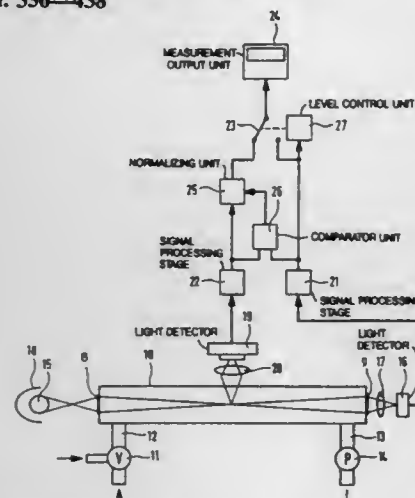 24
MEASUREMENT
OUTPUT UNIT
LEVEL CONTROL UNIT
23
27
NORMALIZING UNIT
25
26
COMPARATOR UNIT
SIGNAL
PROCESSING
STAGE
22
21
SIGNAL PROCESSING
STAGE
LIGHT DETECTOR
19
LIGHT
DETECTOR
20
15
8
10
9
17
16
12
13
11
V
P
14